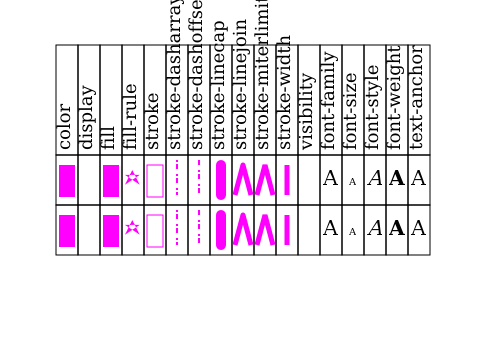 color
display
fill
fill-rule
stroke
stroke-dasharray
stroke-dashoffse
stroke-linecap
stroke-linejoin
stroke-miterlimit
stroke-width
visibility
font-family
font-size
font-style
font-weight
text-anchor
A A A A A
A A A A A